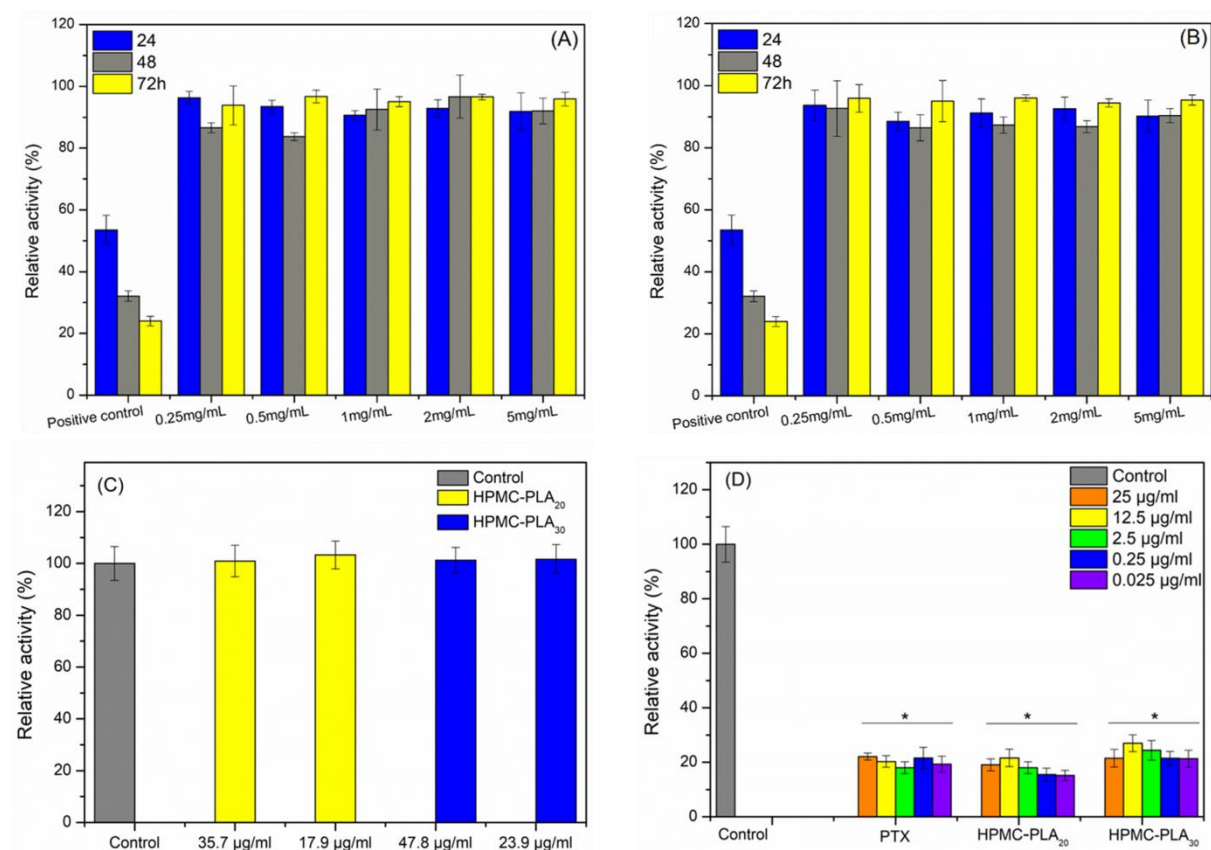 (A)
24
48
72h
120
100
80
60
40
20
0
Relative activity (%)
Positive control 0.25mg/mL 0.5mg/mL 1mg/mL 2mg/mL 5mg/mL
(B)
24
48
72h
120
100
80
60
40
20
0
Relative activity (%)
Positive control 0.25mg/mL 0.5mg/mL 1mg/mL 2mg/mL 5mg/mL
(C)
Control
HPMC-PLA20
HPMC-PLA30
120
100
80
60
40
20
0
Relative activity (%)
Control 35.7 µg/ml 17.9 µg/ml 47.8 µg/ml 23.9 µg/ml
(D)
Control
25 µg/ml
12.5 µg/ml
2.5 µg/ml
0.25 µg/ml
0.025 µg/ml
120
100
80
60
40
20
0
Relative activity (%)
* * *
Control PTX HPMC-PLA20 HPMC-PLA30